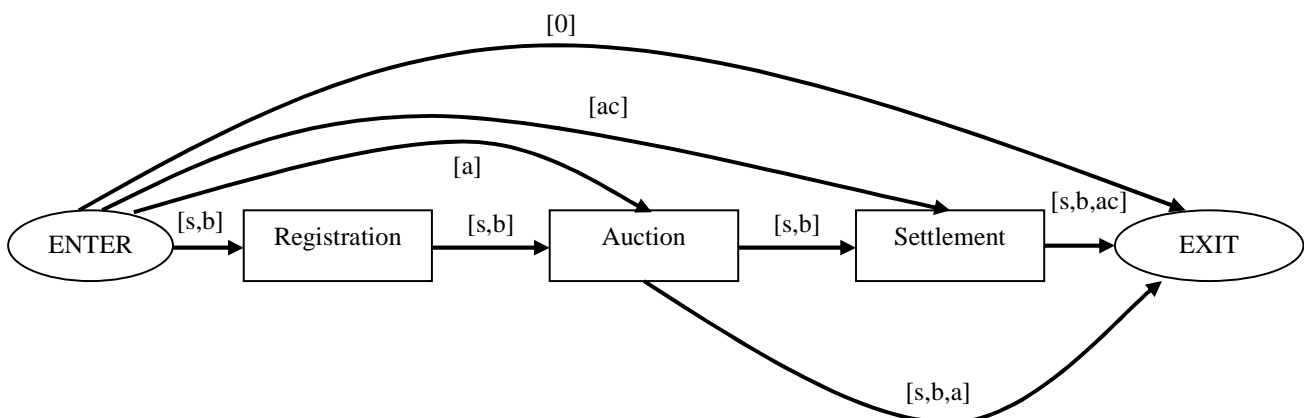 [0]
[ac]
[a]
[s,b]
[s,b]
[s,b]
[s,b,ac]
ENTER
Registration
Auction
Settlement
EXIT
[s,b,a]